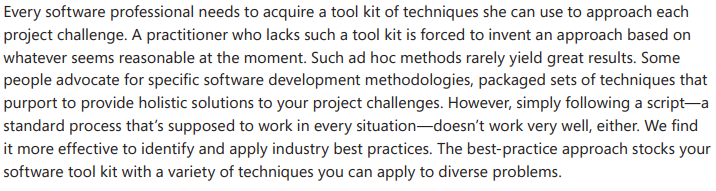 Every software professional needs to acquire a tool kit of techniques she can use to approach each
project challenge. A practitioner who lacks such a tool kit is forced to invent an approach based on
whatever seems reasonable at the moment. Such ad hoc methods rarely yield great results. Some
people advocate for specific software development methodologies, packaged sets of techniques that
purport to provide holistic solutions to your project challenges. However, simply following a script—a
standard process that’s supposed to work in every situation—doesn’t work very well, either. We find
it more effective to identify and apply industry best practices. The best-practice approach stocks your
software tool kit with a variety of techniques you can apply to diverse problems.